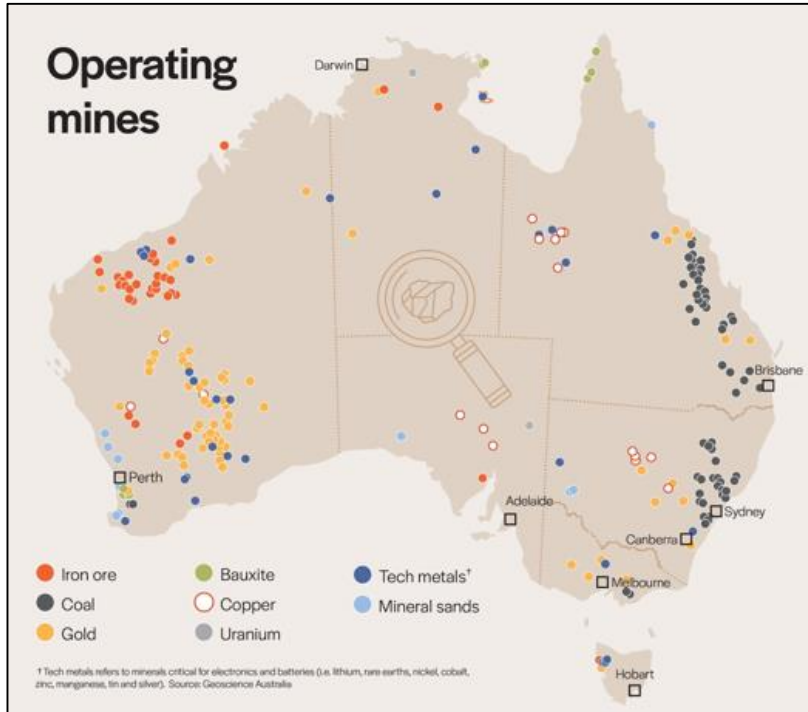 Operating
mines
Darwin
Brisbane
Perth
Adelaide
Sydney
Canberra
Melbourne
Hobart
Iron ore
Coal
Gold
Bauxite
Copper
Uranium
Tech metals†
Mineral sands
† Tech metals refers to minerals critical for electronics and batteries (i.e. lithium, rare earths, nickel, cobalt,
zinc, manganese, tin and silver). Source: Geoscience Australia